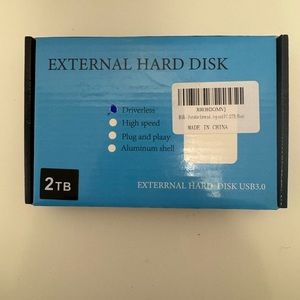 EXTERNAL HARD DISK
Driverless
High speed
Plug and plaay
Aluminum shell
MADE IN CHINA
2TB
EXTERRNAL HARD DISK USB3.0